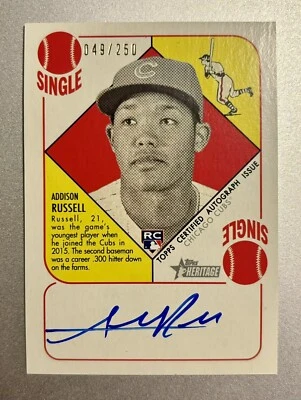 049/250
SINGLE
C
ADDISON
RUSSELL
Russell, 21,
was the game's
youngest player when
he joined the Cubs in
2015. The second baseman
was a career .300 hitter down
on the farms.
RC
TOPPS CERTIFIED AUTOGRAPH ISSUE
CHICAGO CUBS®
Topps
HERITAGE
SINGLE